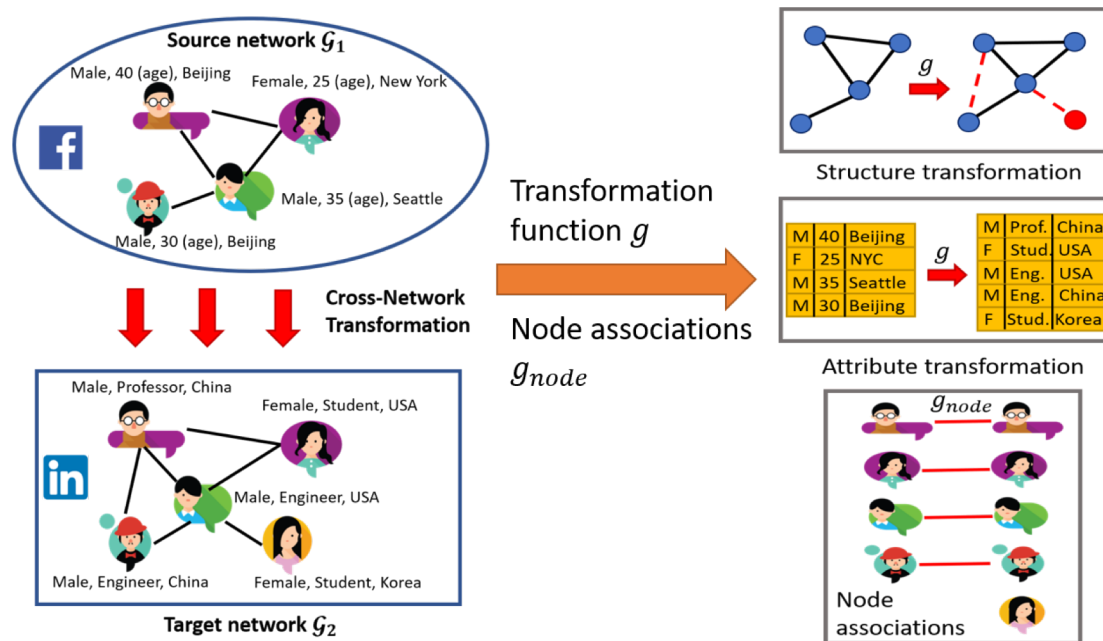 Source network 𝒢₁
Male, 40 (age), Beijing
Female, 25 (age), New York
f
Male, 35 (age), Seattle
Male, 30 (age), Beijing
Cross-Network
Transformation
Male, Professor, China
Female, Student, USA
in
Male, Engineer, USA
Male, Engineer, China
Female, Student, Korea
Target network 𝒢₂
Transformation
function g
Node associations
g_node
g
Structure transformation
M 40 Beijing
F 25 NYC
M 35 Seattle
M 30 Beijing
g
M Prof. China
F Stud. USA
M Eng. USA
M Eng. China
F Stud. Korea
Attribute transformation
g_node
Node
associations